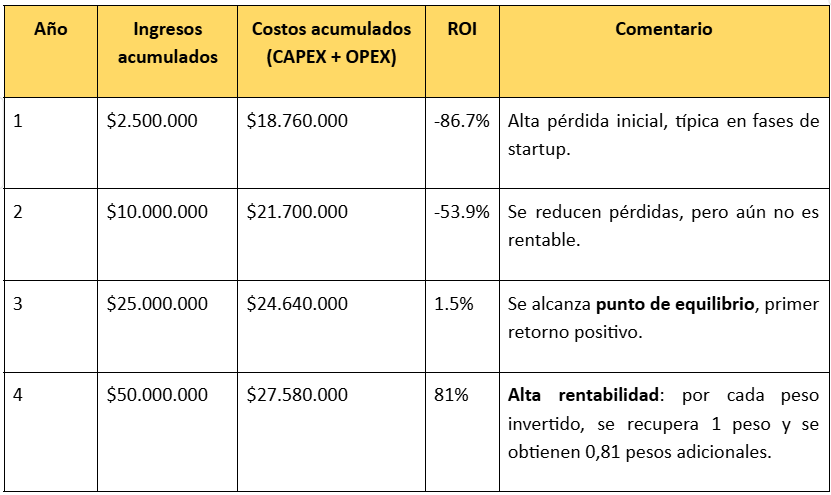 Año
Ingresos
acumulados
Costos acumulados
(CAPEX + OPEX)
ROI
Comentario
1
$2.500.000
$18.760.000
-86.7%
Alta pérdida inicial, típica en fases de
startup.
2
$10.000.000
$21.700.000
-53.9%
Se reducen pérdidas, pero aún no es
rentable.
3
$25.000.000
$24.640.000
1.5%
Se alcanza punto de equilibrio, primer
retorno positivo.
4
$50.000.000
$27.580.000
81%
Alta rentabilidad: por cada peso
invertido, se recupera 1 peso y se
obtienen 0,81 pesos adicionales.